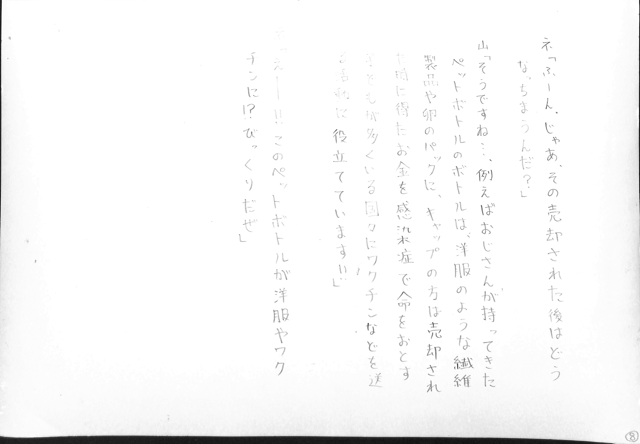 ネ「ふーん、じゃあ、その売却された後はどう
なっちまうんだ?」
山「そうですね…、例えばおじさんが持ってきた
ペットボトルのボトルは、洋服のような繊維
製品や卵のパックに、キャップの方は売却され
た時に得たお金を感染症で命をおとす
子どもが多くいる国々にワクチンなどを送
る活動に役立てています!!」
「え——!!このペットボトルが洋服やワク
チンに!?びっくりだぜ」
8